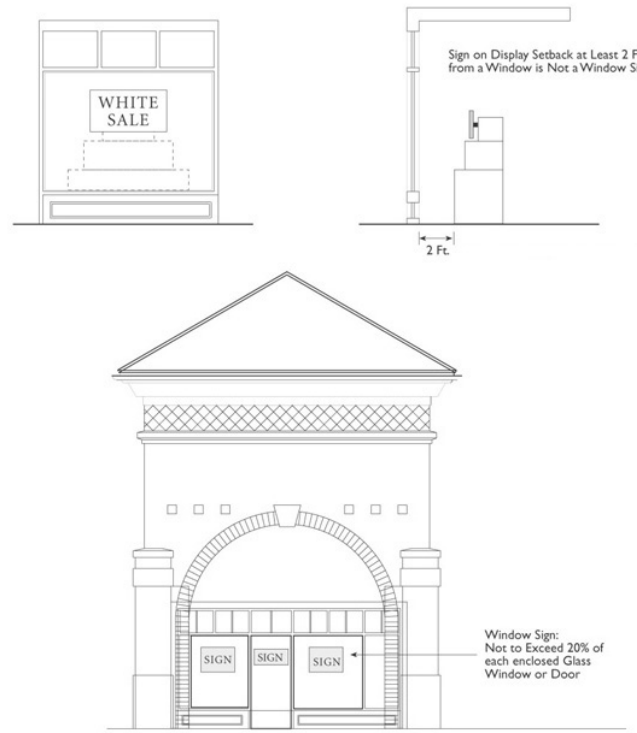 WHITE
SALE
Sign on Display Setback at Least 2
from a Window is Not a Window
2 Ft.
SIGN
SIGN
SIGN
Window Sign:
Not to Exceed 20% of
each enclosed Glass
Window or Door